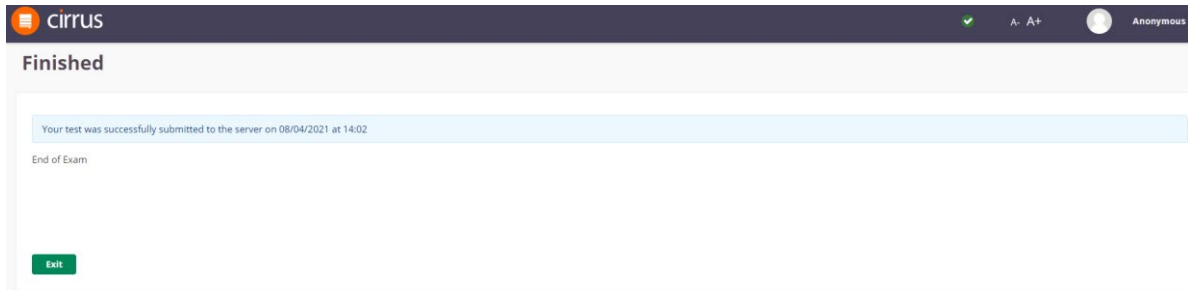 cirrus
A- A+
Anonymous
Finished
Your test was successfully submitted to the server on 08/04/2021 at 14:02
End of Exam
Exit